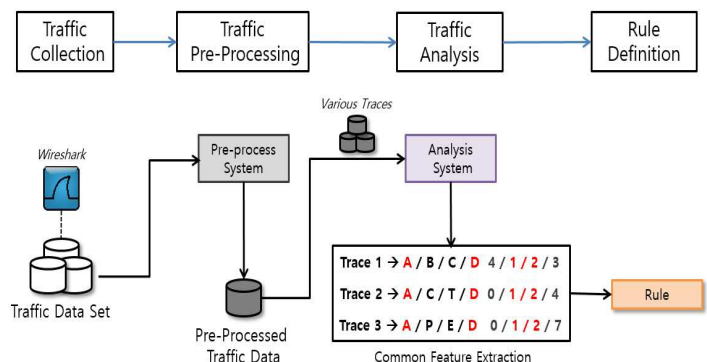 Traffic
Collection
Traffic
Pre-Processing
Traffic
Analysis
Rule
Definition
Various Traces
Wireshark
Pre-process
System
Analysis
System
Traffic Data Set
Pre-Processed
Traffic Data
Trace 1 → A / B / C / D 4 / 1 / 2 / 3
Trace 2 → A / C / T / D 0 / 1 / 2 / 4
Trace 3 → A / P / E / D 0 / 1 / 2 / 7
Rule
Common Feature Extraction